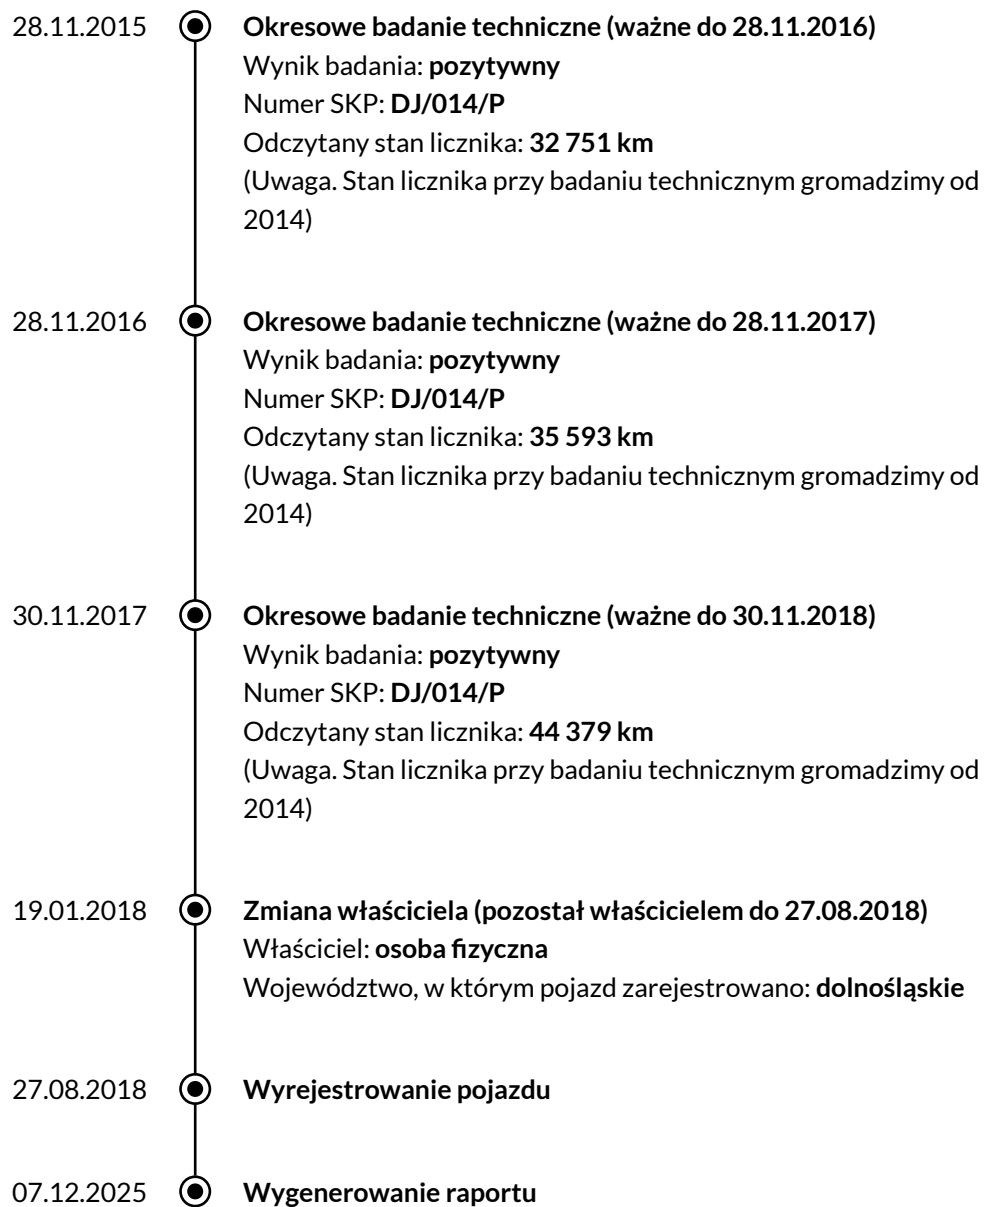 28.11.2015 Okresowe badanie techniczne (ważne do 28.11.2016)
Wynik badania: pozytywny
Numer SKP: DJ/014/P
Odczytany stan licznika: 32 751 km
(Uwaga. Stan licznika przy badaniu technicznym gromadzimy od
2014)
28.11.2016 Okresowe badanie techniczne (ważne do 28.11.2017)
Wynik badania: pozytywny
Numer SKP: DJ/014/P
Odczytany stan licznika: 35 593 km
(Uwaga. Stan licznika przy badaniu technicznym gromadzimy od
2014)
30.11.2017 Okresowe badanie techniczne (ważne do 30.11.2018)
Wynik badania: pozytywny
Numer SKP: DJ/014/P
Odczytany stan licznika: 44 379 km
(Uwaga. Stan licznika przy badaniu technicznym gromadzimy od
2014)
19.01.2018 Zmiana właściciela (pozostał właścicielem do 27.08.2018)
Właściciel: osoba fizyczna
Województwo, w którym pojazd zarejestrowano: dolnośląskie
27.08.2018 Wyrejestrowanie pojazdu
07.12.2025 Wygenerowanie raportu